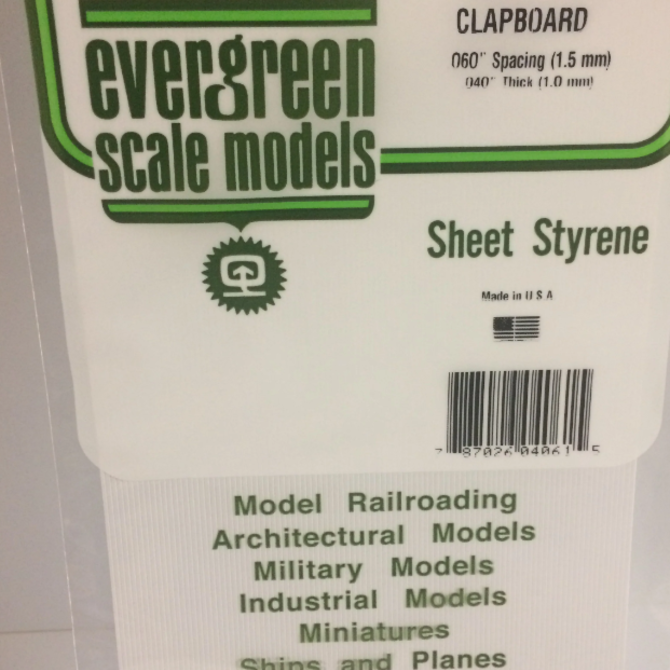 CLAPBOARD
.060" Spacing (1.5 mm)
.040" Thick (1.0 mm)
evergreen
scale models
Sheet Styrene
Made in U S A
7 87026 04061 5
Model Railroading
Architectural Models
Military Models
Industrial Models
Miniatures
Ships and Planes